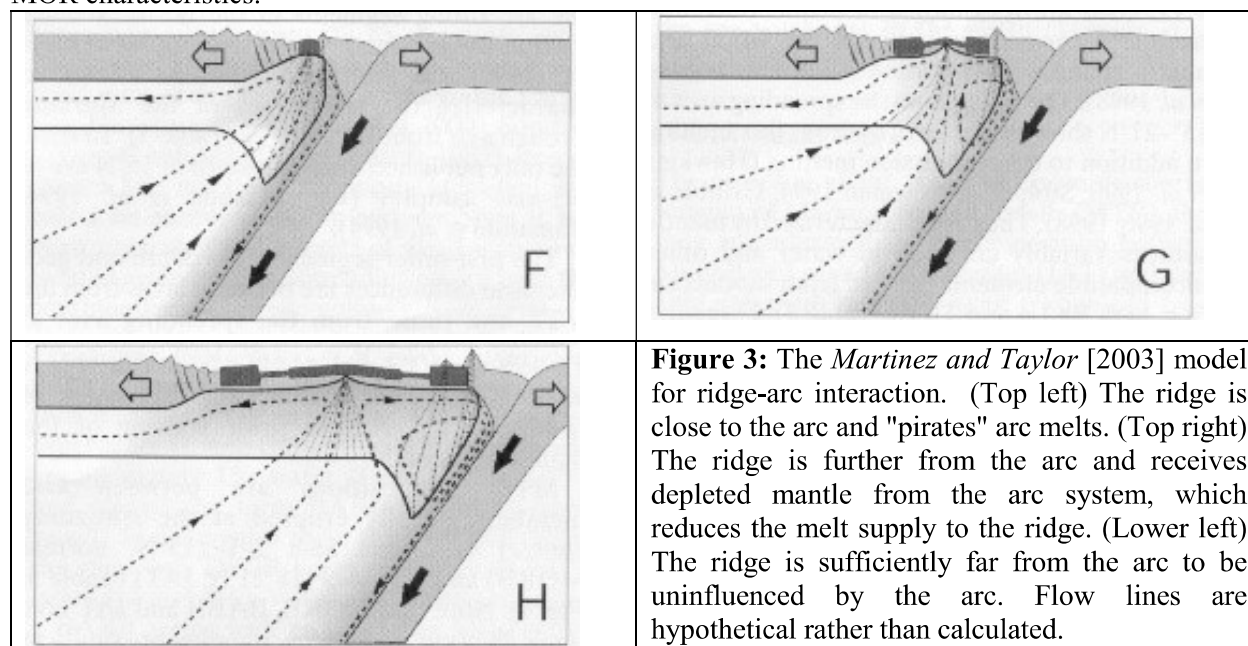 MOR characteristics.
F
G
H
Figure 3: The Martinez and Taylor [2003] model
for ridge-arc interaction. (Top left) The ridge is
close to the arc and "pirates" arc melts. (Top right)
The ridge is further from the arc and receives
depleted mantle from the arc system, which
reduces the melt supply to the ridge. (Lower left)
The ridge is sufficiently far from the arc to be
uninfluenced by the arc. Flow lines are
hypothetical rather than calculated.